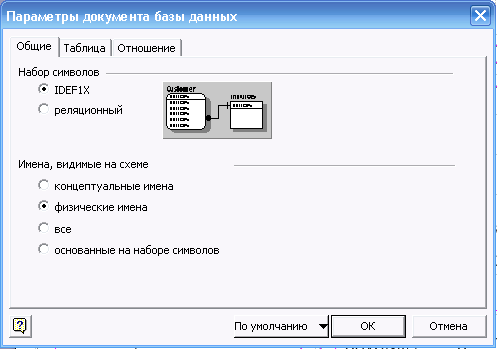 Параметры документа базы данных
Общие Таблица Отношение
Набор символов
IDEF1X
реляционный
Customer
Invoices
Имена, видимые на схеме
концептуальные имена
физические имена
все
основанные на наборе символов
? По умолчанию OK Отмена